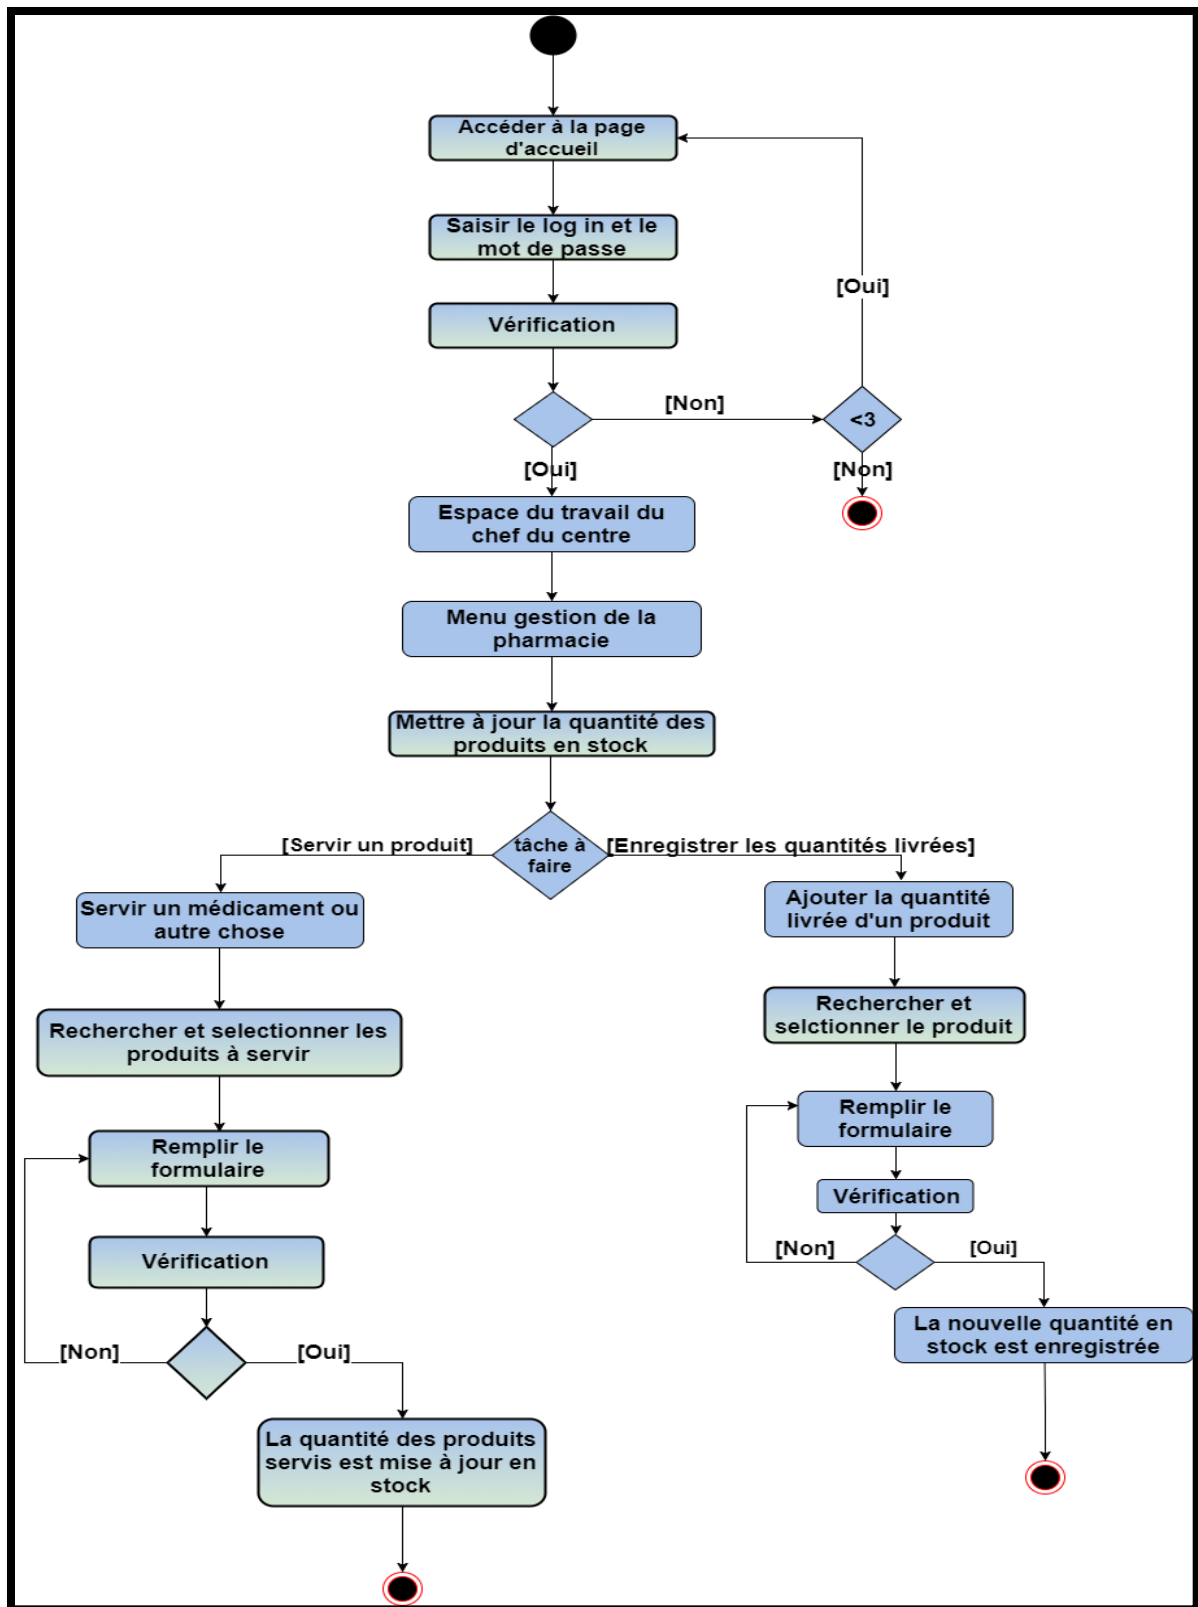 Accéder à la page
d'accueil
Saisir le log in et le
mot de passe
[Oui]
Vérification
[Non]
<3
[Oui]
[Non]
Espace du travail du
chef du centre
Menu gestion de la
pharmacie
Mettre à jour la quantité des
produits en stock
[Servir un produit]
tâche à
faire
[Enregistrer les quantités livrées]
Servir un médicament ou
autre chose
Ajouter la quantité
livrée d'un produit
Rechercher et selectionner les
produits à servir
Rechercher et
selctionner le produit
Remplir le
formulaire
Remplir le
formulaire
Vérification
Vérification
[Non]
[Oui]
La nouvelle quantité en
stock est enregistrée
[Non]
[Oui]
La quantité des produits
servis est mise à jour en
stock